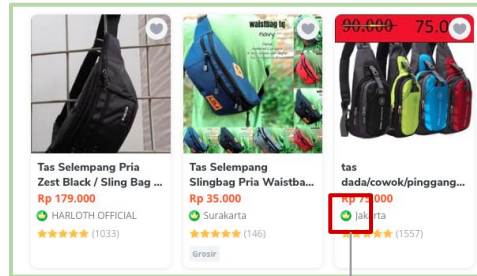 waistbag tg
navy
90.000 75.0
Tas Selempang Pria
Zest Black / Sling Bag ...
Rp 179.000
HARLOTH OFFICIAL
(1033)
Tas Selempang
Slingbag Pria Waistba...
Rp 35.000
Surakarta
(146)
Grosir
tas
dada/cowok/pinggang...
Rp 75.000
Jakarta
(1557)